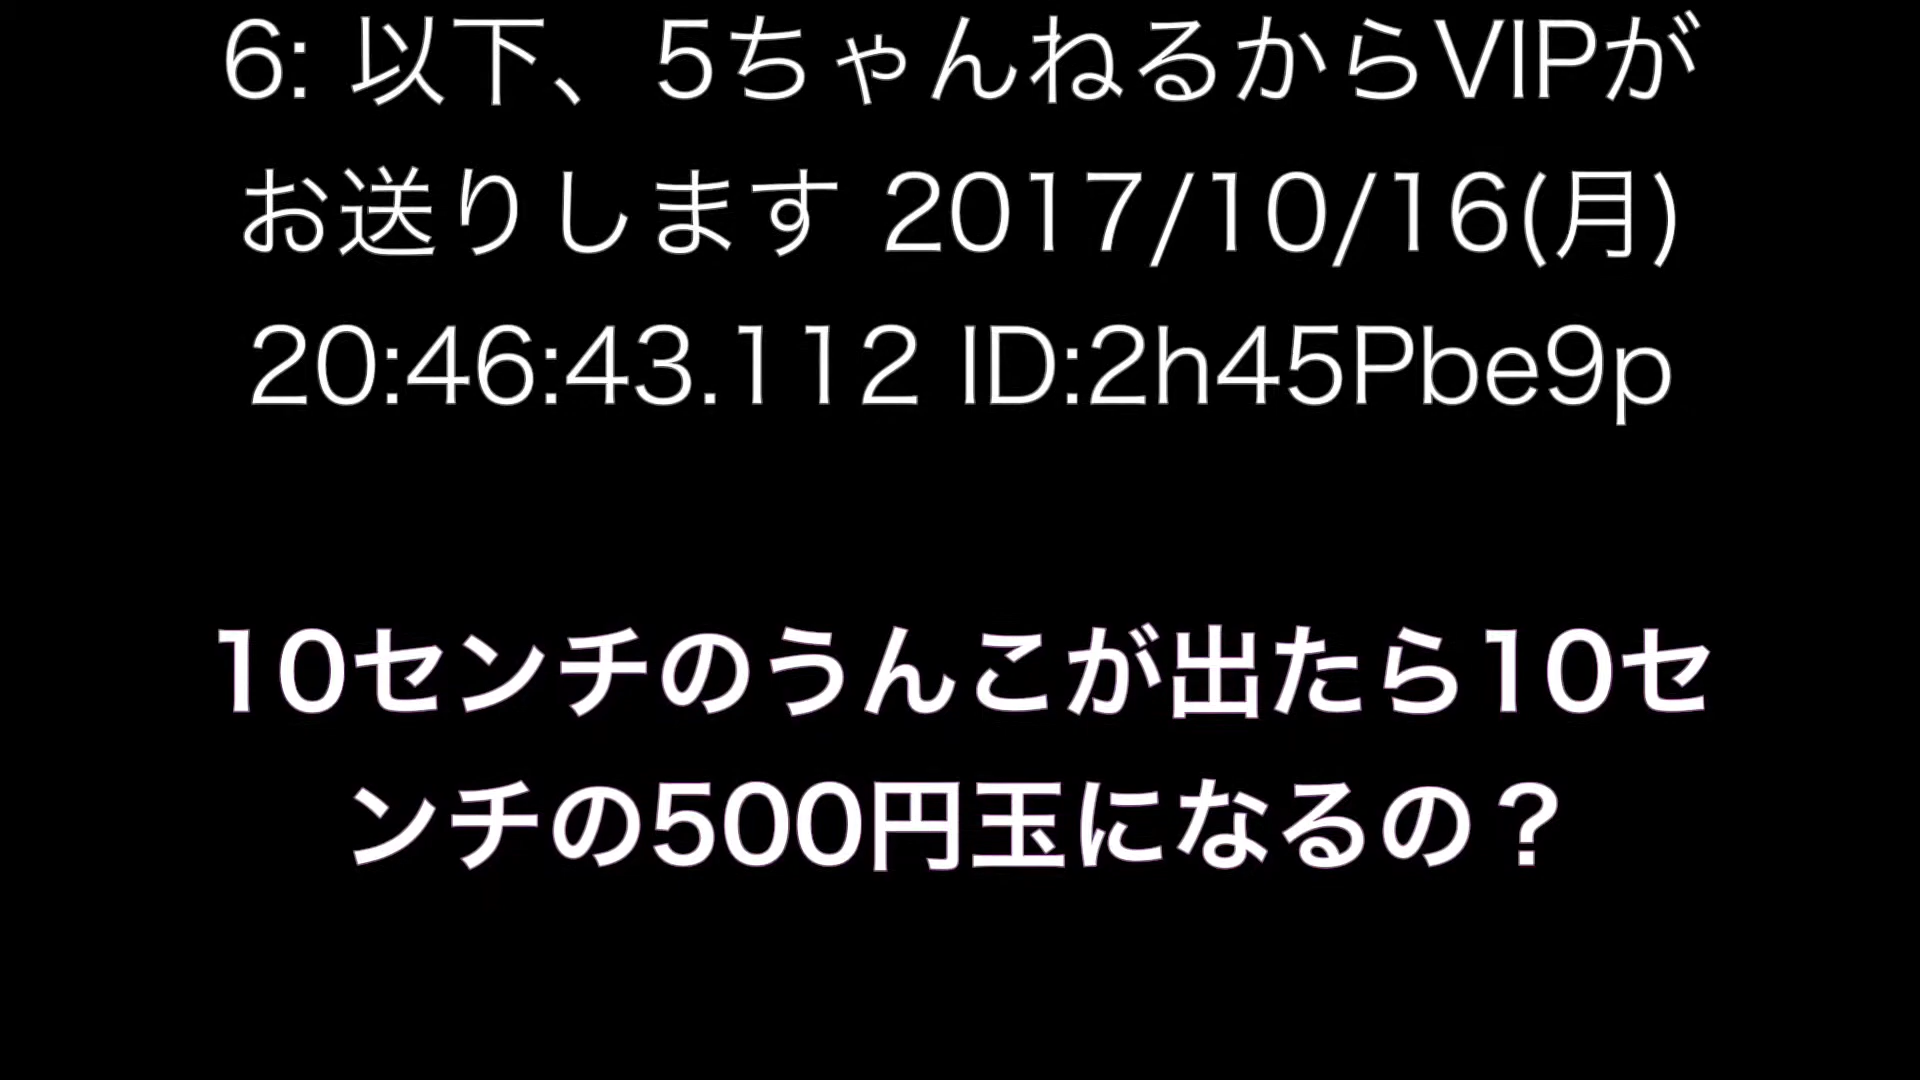 6: 以下、5ちゃんねるからVIPが
お送りします 2017/10/16(月)
20:46:43.112 ID:2h45Pbe9p
10センチのうんこが出たら10セ
ンチの500円玉になるの？